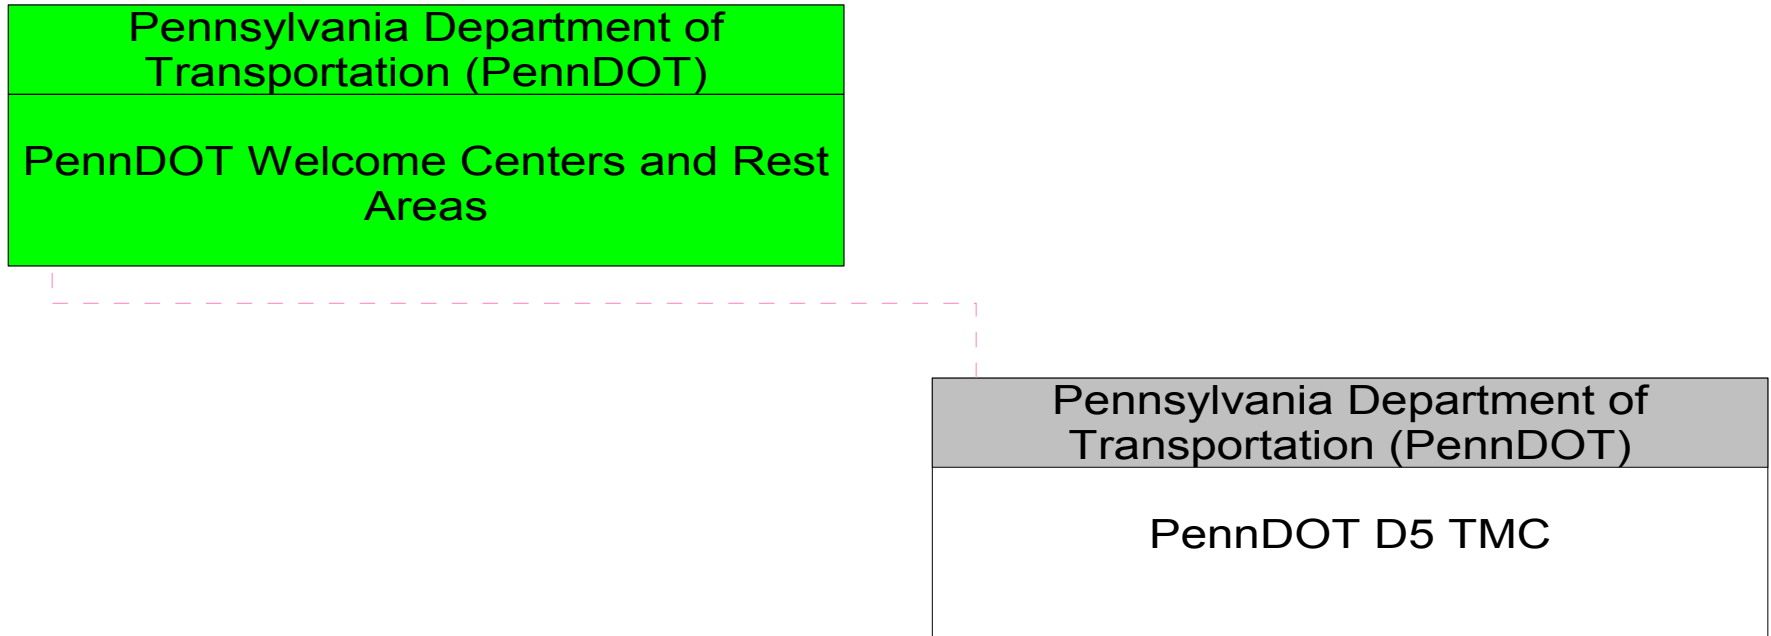 Pennsylvania Department of
Transportation (PennDOT)
PennDOT Welcome Centers and Rest
Areas
Pennsylvania Department of
Transportation (PennDOT)
PennDOT D5 TMC